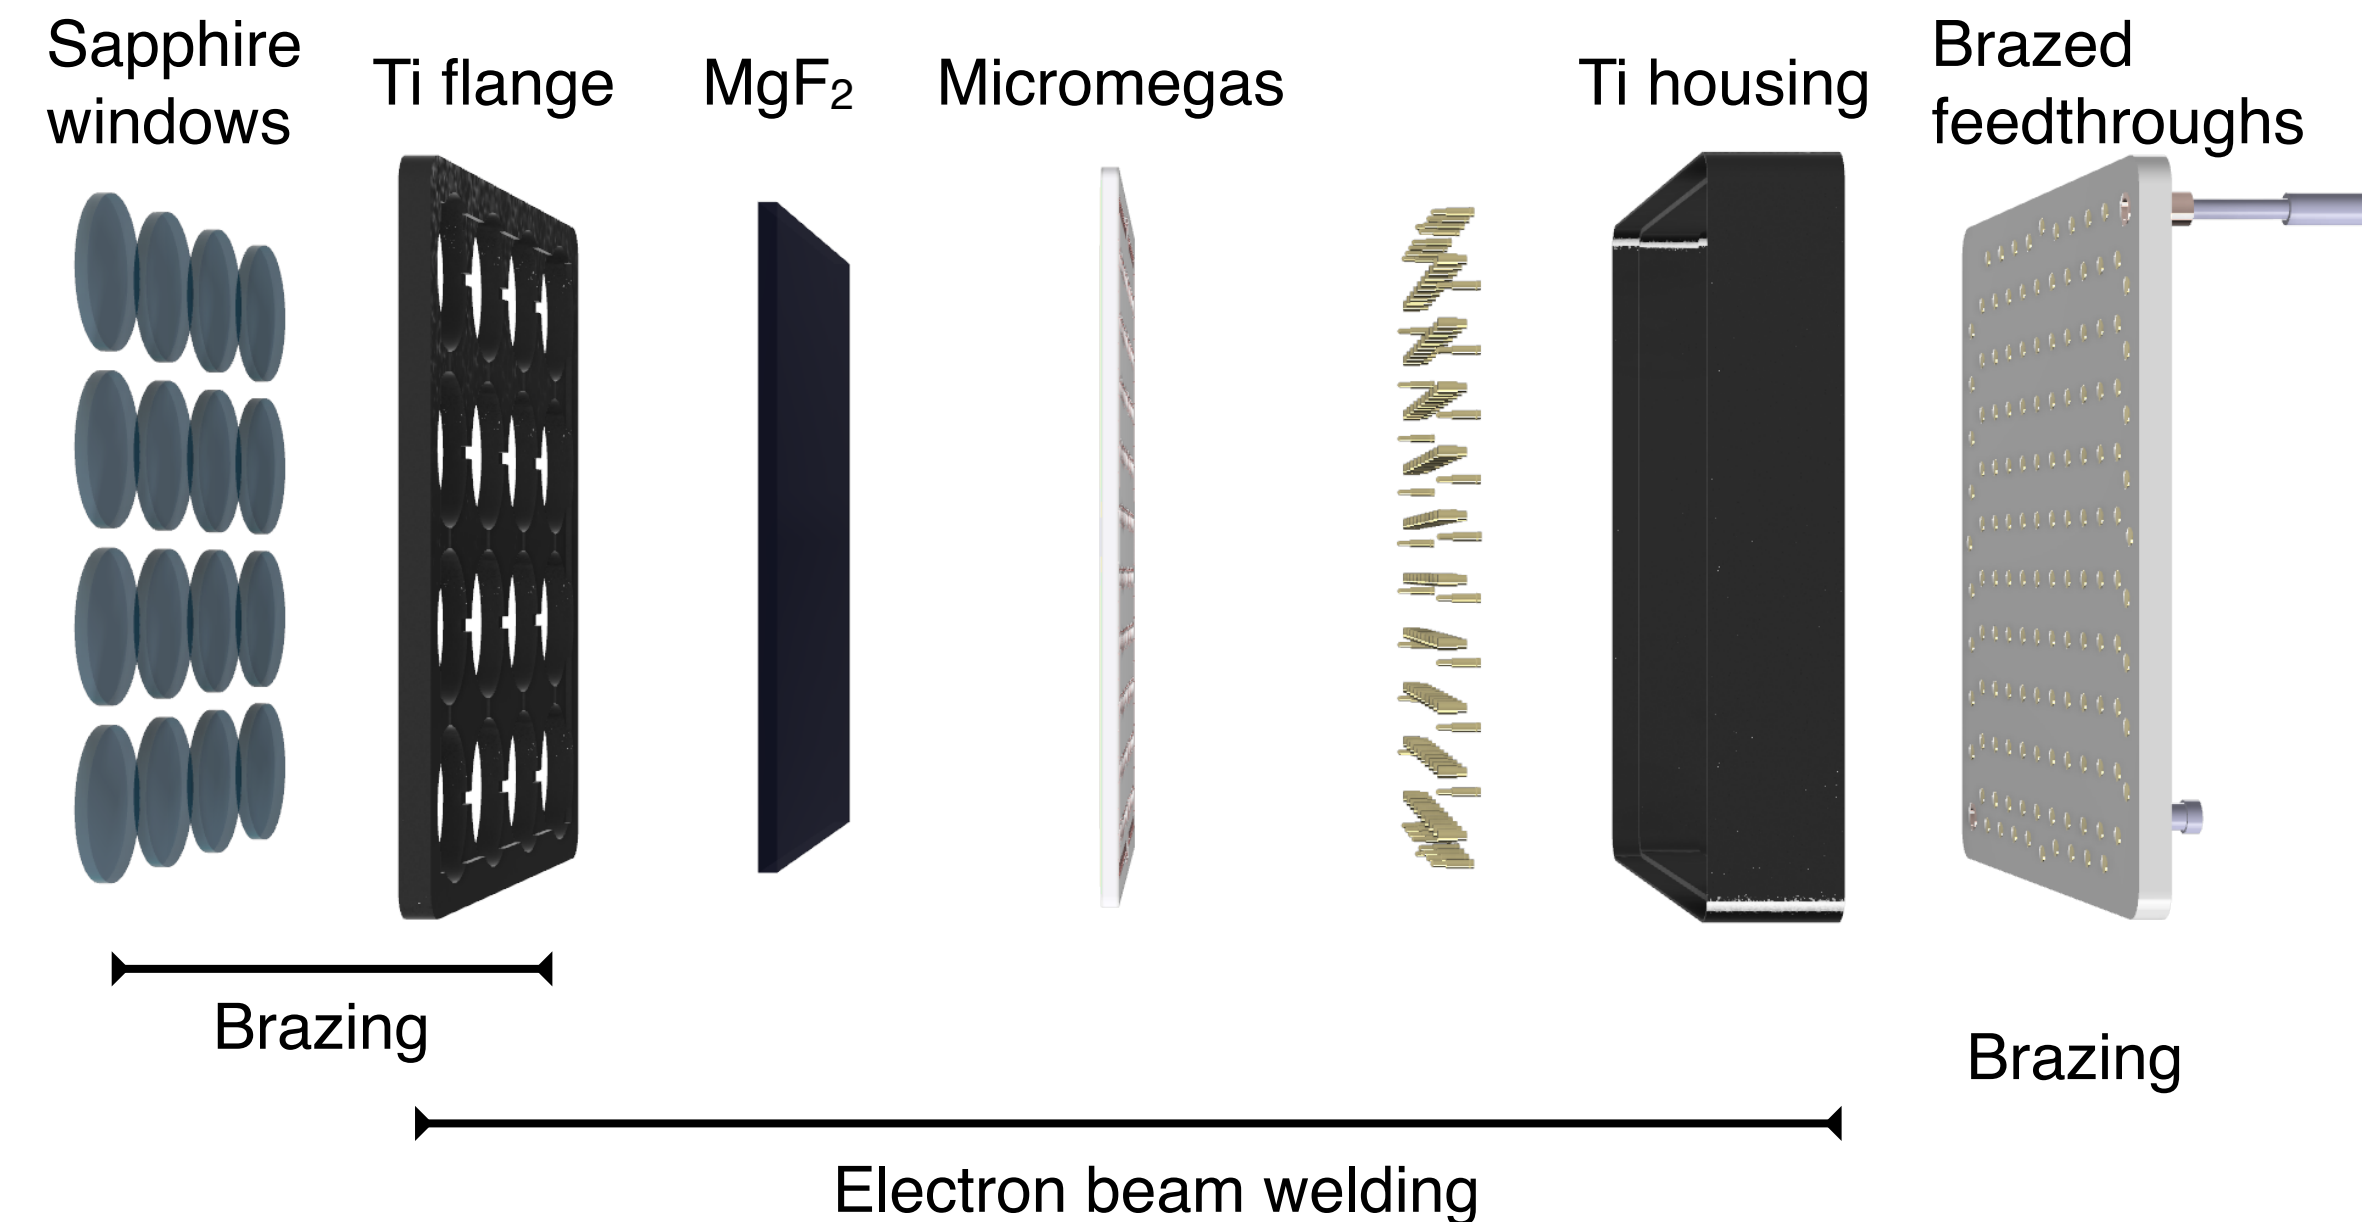 Sapphire
windows
Ti flange
MgF₂
Micromegas
Ti housing
Brazed
feedthroughs
Brazing
Brazing
Electron beam welding